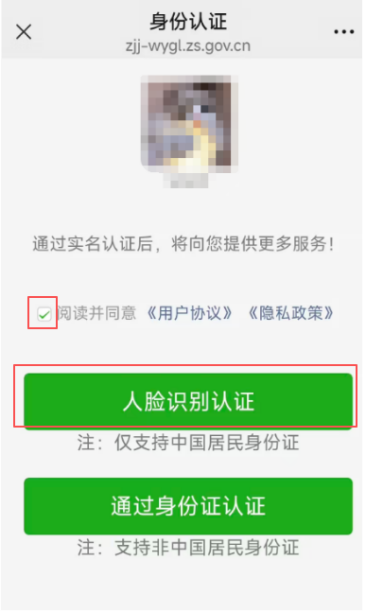 身份认证
zjj-wygl.zs.gov.cn
通过实名认证后，将向您提供更多服务！
阅读并同意《用户协议》《隐私政策》
人脸识别认证
注：仅支持中国居民身份证
通过身份证认证
注：支持非中国居民身份证